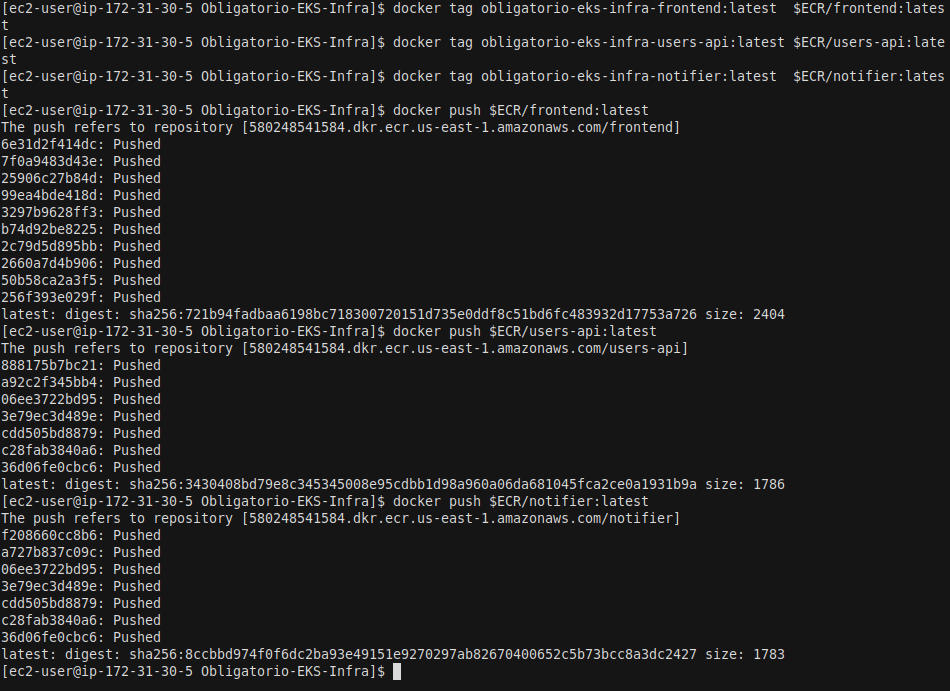 [ec2-user@ip-172-31-30-5 Obligatorio-EKS-Infra]$ docker tag obligatorio-eks-infra-frontend:latest  $ECR/frontend:lates
t
[ec2-user@ip-172-31-30-5 Obligatorio-EKS-Infra]$ docker tag obligatorio-eks-infra-users-api:latest $ECR/users-api:late
st
[ec2-user@ip-172-31-30-5 Obligatorio-EKS-Infra]$ docker tag obligatorio-eks-infra-notifier:latest  $ECR/notifier:lates
t
[ec2-user@ip-172-31-30-5 Obligatorio-EKS-Infra]$ docker push $ECR/frontend:latest
The push refers to repository [580248541584.dkr.ecr.us-east-1.amazonaws.com/frontend]
6e31d2f414dc: Pushed
7f0a9483d43e: Pushed
25906c27b84d: Pushed
99ea4bde418d: Pushed
3297b9628ff3: Pushed
b74d92be8225: Pushed
2c79d5d895bb: Pushed
2660a7d4b906: Pushed
50b58ca2a3f5: Pushed
256f393e029f: Pushed
latest: digest: sha256:721b94fadbaa6198bc718300720151d735e0ddf8c51bd6fc483932d17753a726 size: 2404
[ec2-user@ip-172-31-30-5 Obligatorio-EKS-Infra]$ docker push $ECR/users-api:latest
The push refers to repository [580248541584.dkr.ecr.us-east-1.amazonaws.com/users-api]
888175b7bc21: Pushed
a92c2f345bb4: Pushed
06ee3722bd95: Pushed
3e79ec3d489e: Pushed
cdd505bd8879: Pushed
c28fab3840a6: Pushed
36d06fe0cbc6: Pushed
latest: digest: sha256:3430408bd79e8c345345008e95cdbb1d98a960a06da681045fca2ce0a1931b9a size: 1786
[ec2-user@ip-172-31-30-5 Obligatorio-EKS-Infra]$ docker push $ECR/notifier:latest
The push refers to repository [580248541584.dkr.ecr.us-east-1.amazonaws.com/notifier]
f208660cc8b6: Pushed
a727b837c09c: Pushed
06ee3722bd95: Pushed
3e79ec3d489e: Pushed
cdd505bd8879: Pushed
c28fab3840a6: Pushed
36d06fe0cbc6: Pushed
latest: digest: sha256:8ccbbd974f0f6dc2ba93e49151e9270297ab82670400652c5b73bcc8a3dc2427 size: 1783
[ec2-user@ip-172-31-30-5 Obligatorio-EKS-Infra]$